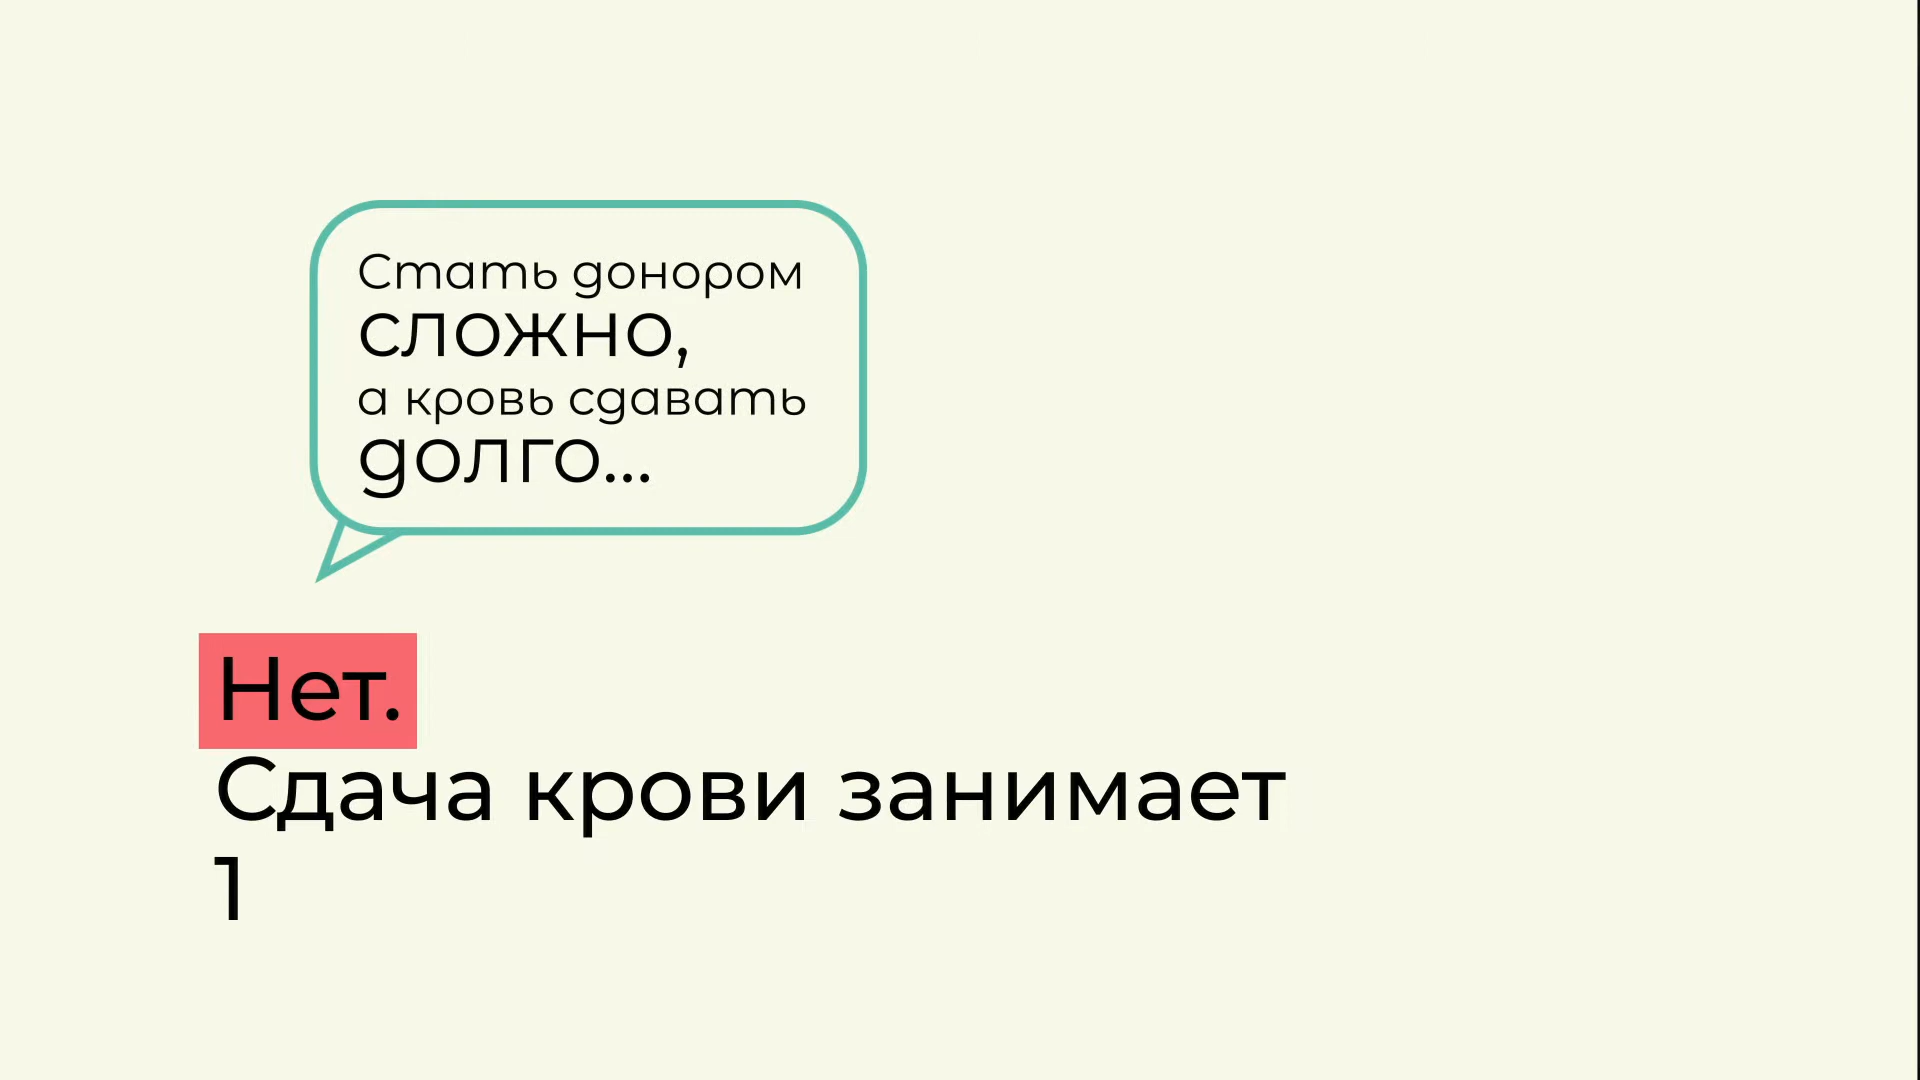 Стать донором
сложно,
а кровь сдавать
долго...
Нет.
Сдача крови занимает
1